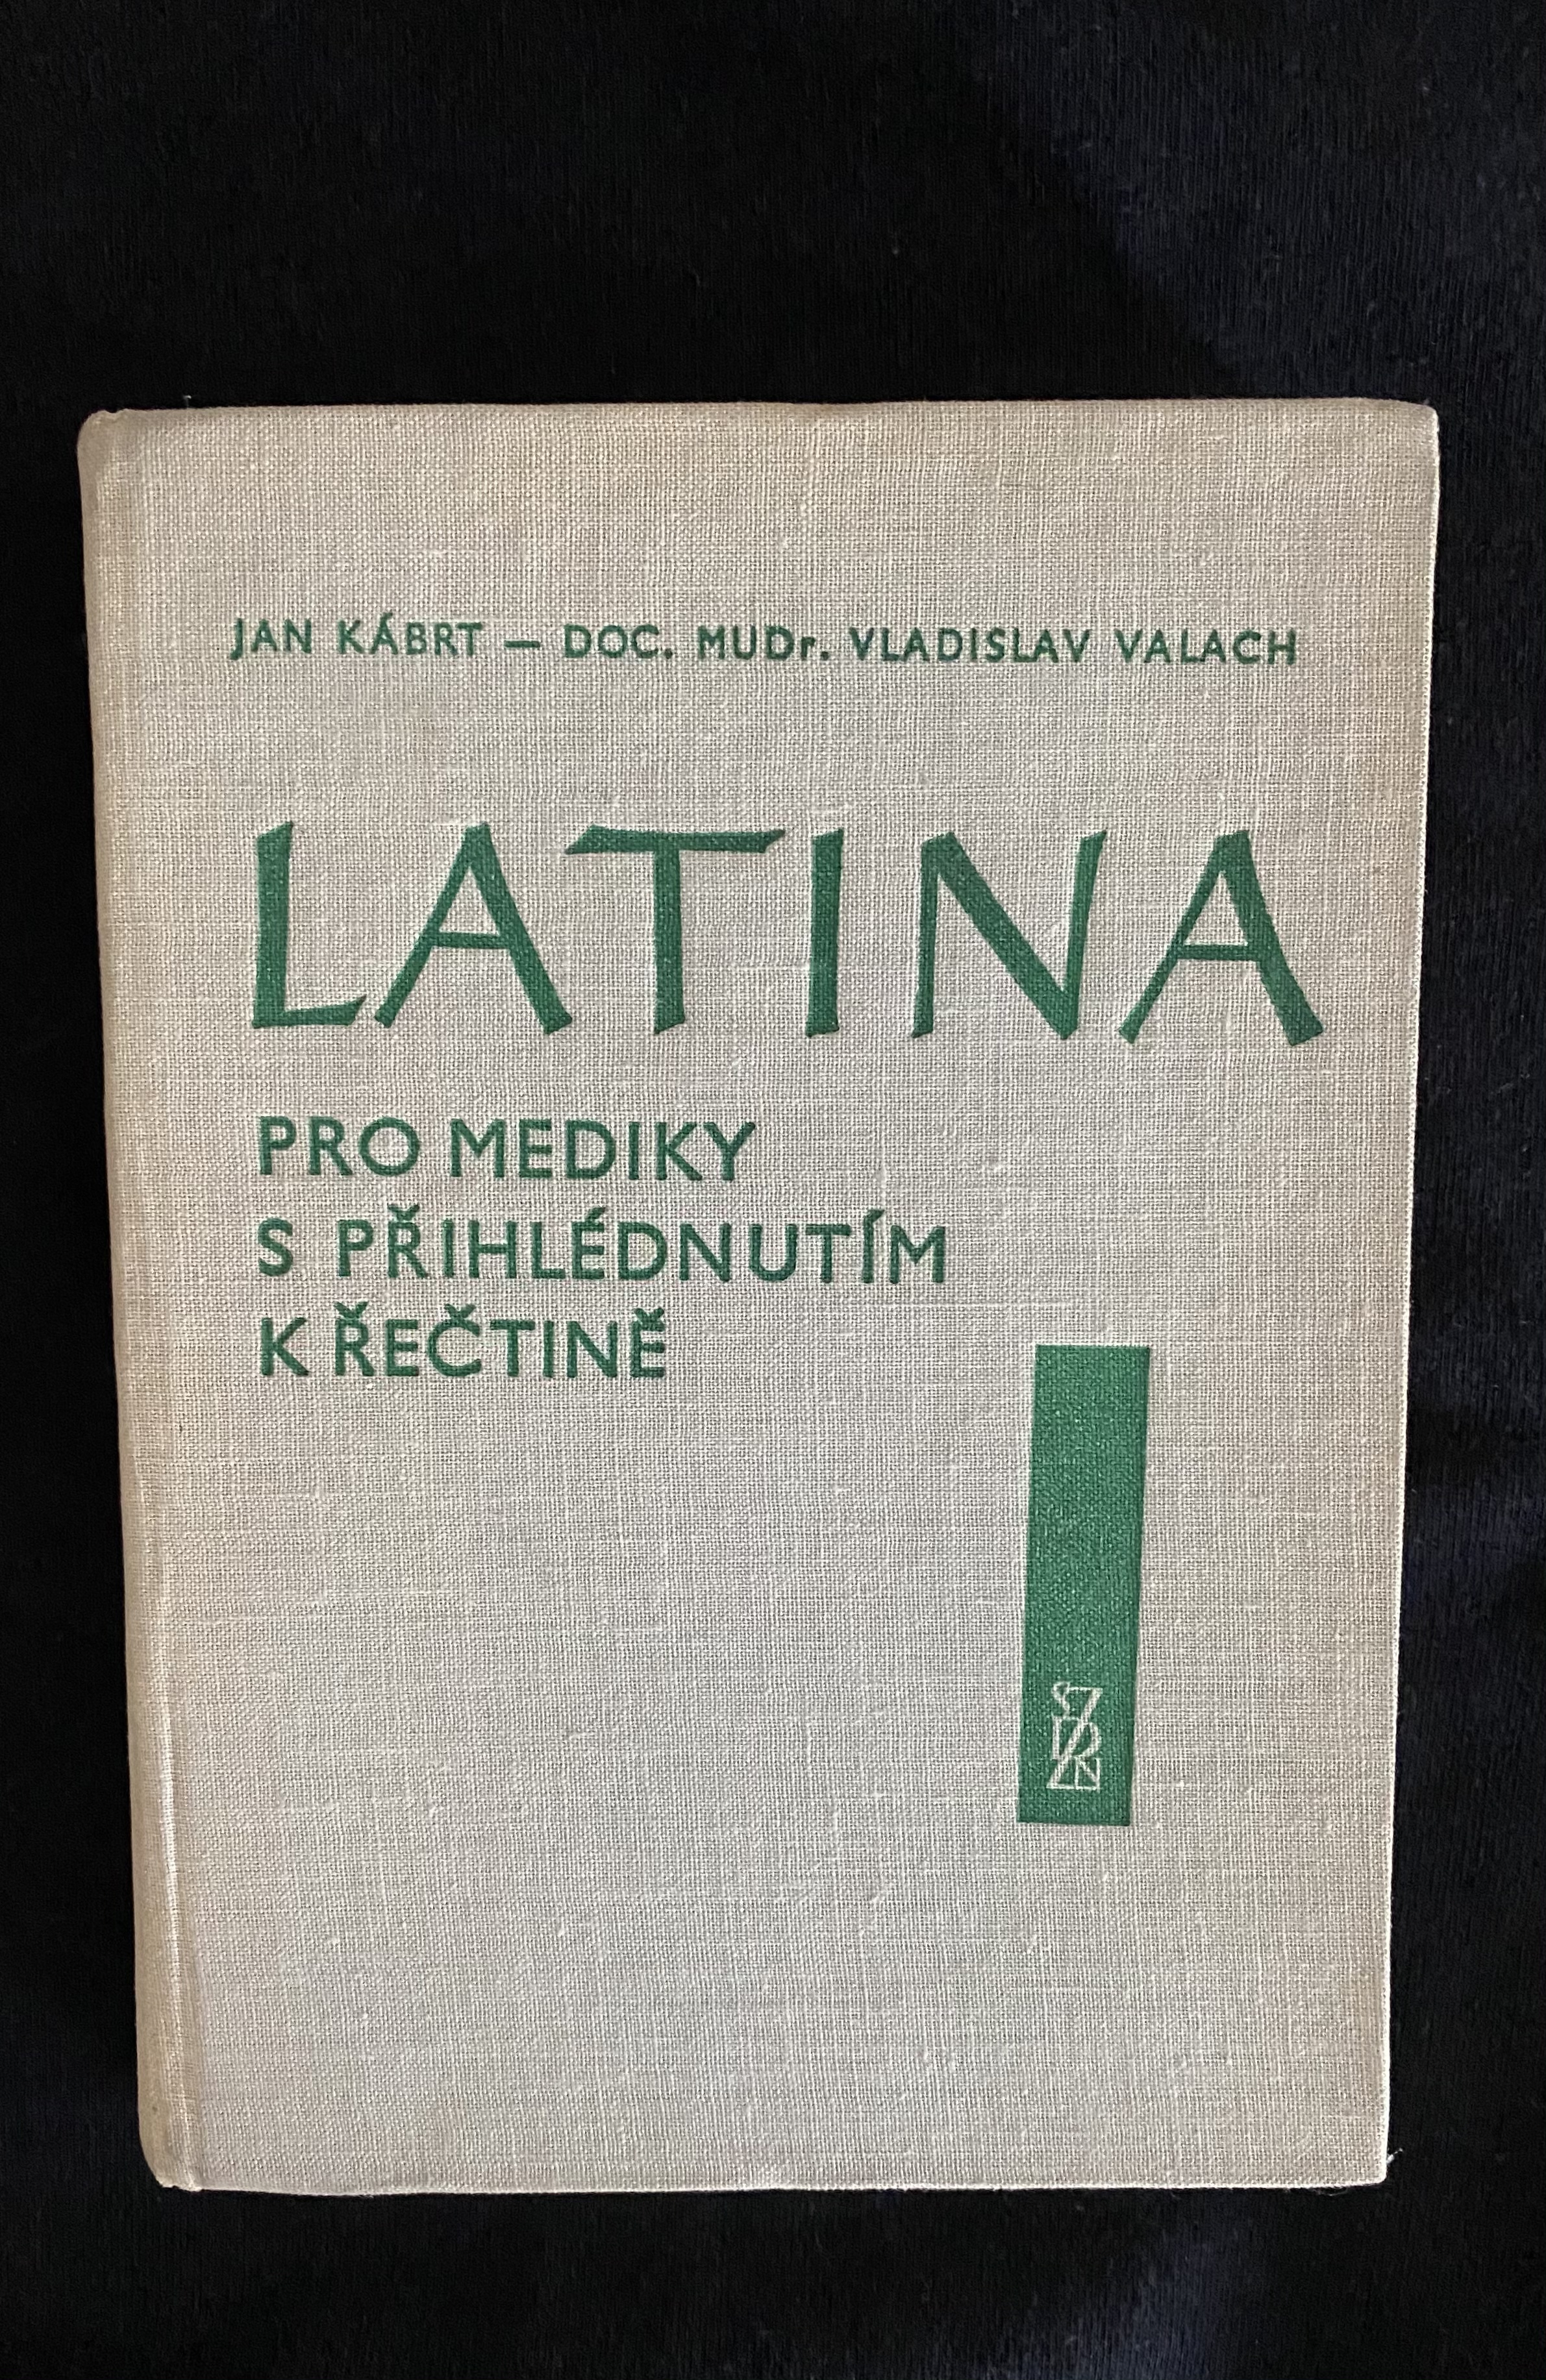 JAN KÁBRT – DOC. MUDr. VLADISLAV VALACH
LATINA
PRO MEDIKY
S PŘIHLÉDNUTÍM
K ŘEČTINĚ
SZDN